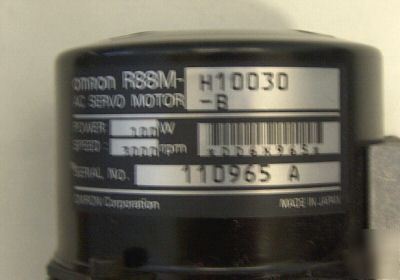 omron R88M-H10030
AC SERVO MOTOR -B
POWER : 100 W
SPEED : 3000 rpm
SERIAL NO. 110965 A
OMRON Corporation MADE IN JAPAN